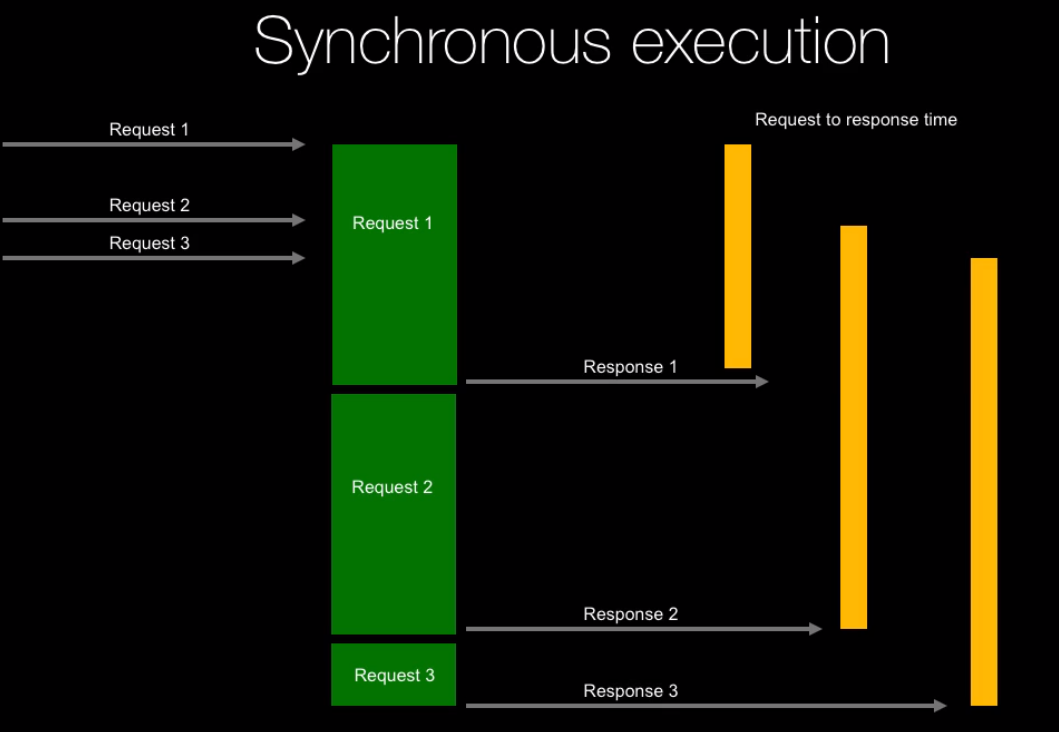 Synchronous execution
Request to response time
Request 1
Request 2
Request 3
Request 1
Response 1
Request 2
Response 2
Request 3
Response 3